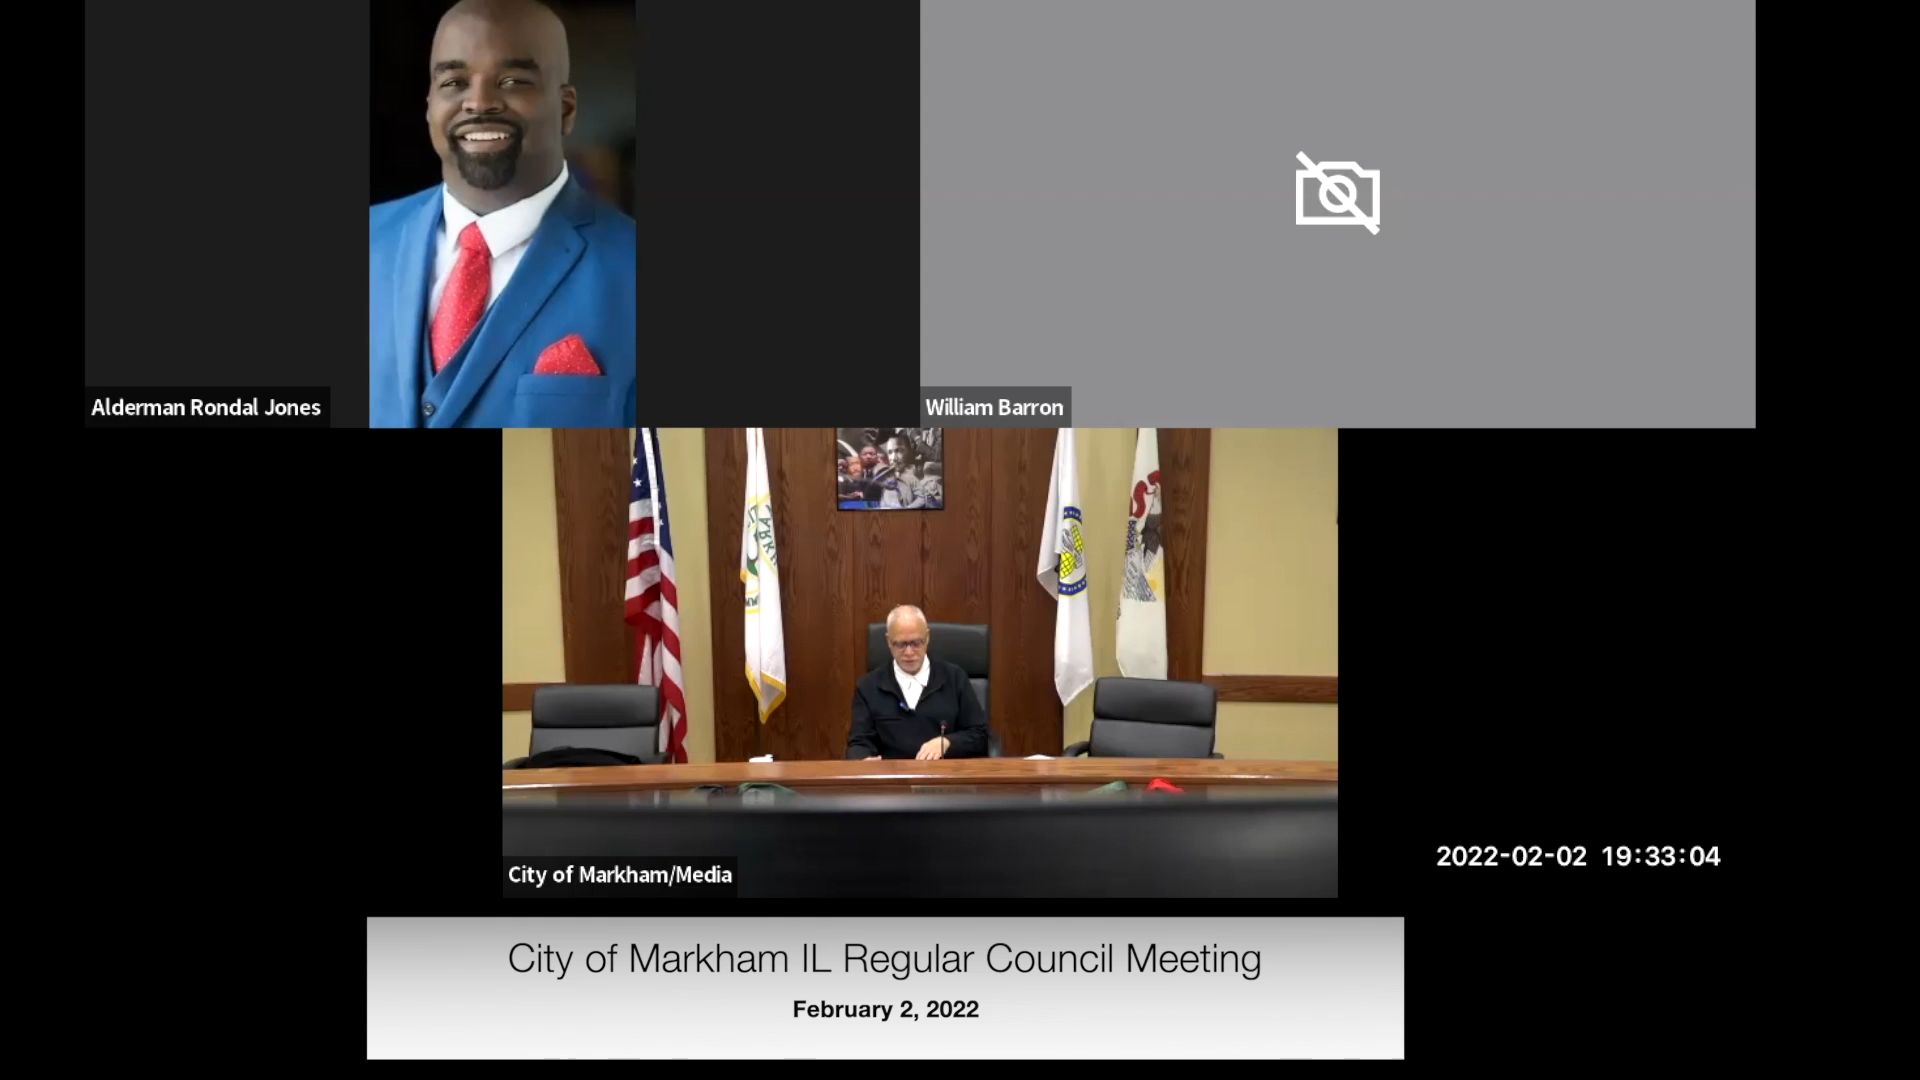 Alderman Rondal Jones
William Barron
City of Markham/Media
2022-02-02 19:33:04
City of Markham IL Regular Council Meeting
February 2, 2022